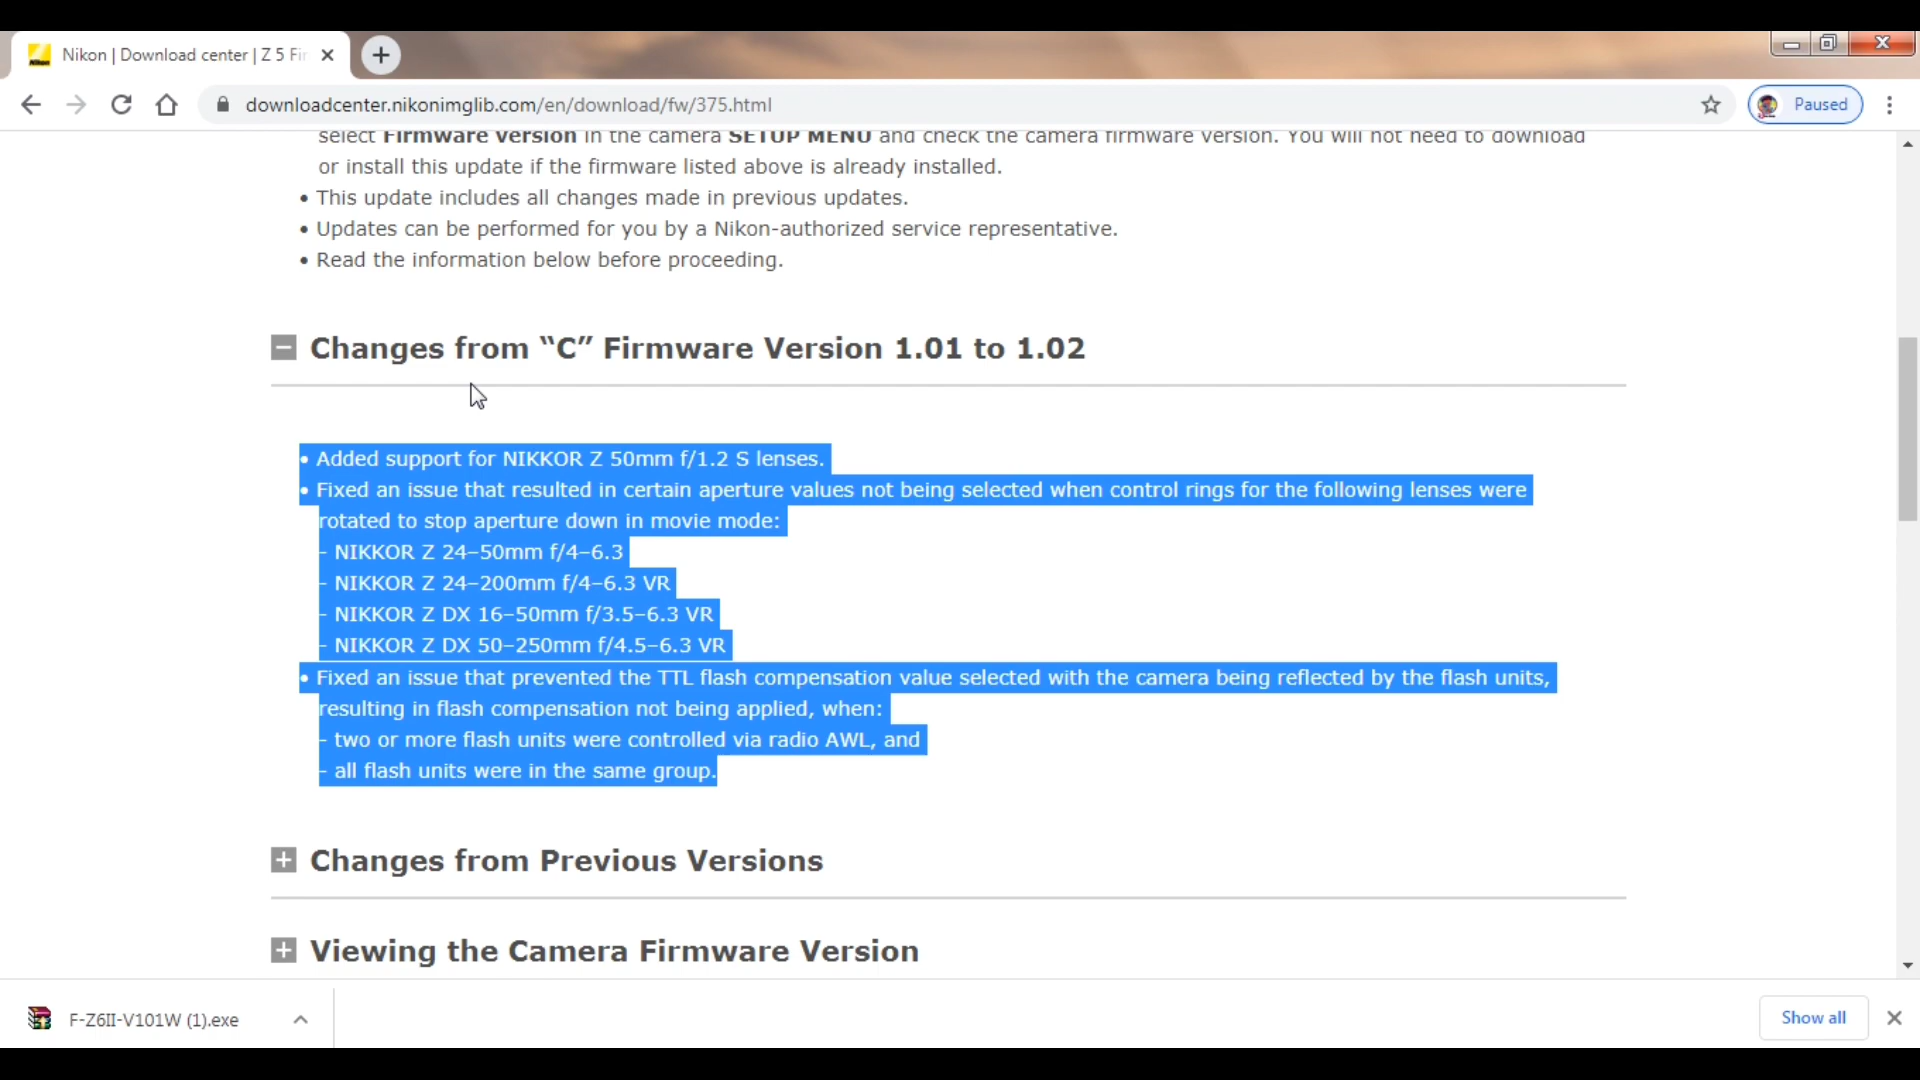 Nikon | Download center | Z 5 Fir
downloadcenter.nikonimglib.com/en/download/fw/375.html
Paused
select Firmware version in the camera SETUP MENU and check the camera firmware version. You will not need to download
or install this update if the firmware listed above is already installed.
• This update includes all changes made in previous updates.
• Updates can be performed for you by a Nikon-authorized service representative.
• Read the information below before proceeding.
Changes from “C” Firmware Version 1.01 to 1.02
• Added support for NIKKOR Z 50mm f/1.2 S lenses.
• Fixed an issue that resulted in certain aperture values not being selected when control rings for the following lenses were
rotated to stop aperture down in movie mode:
- NIKKOR Z 24–50mm f/4–6.3
- NIKKOR Z 24–200mm f/4–6.3 VR
- NIKKOR Z DX 16–50mm f/3.5–6.3 VR
- NIKKOR Z DX 50–250mm f/4.5–6.3 VR
• Fixed an issue that prevented the TTL flash compensation value selected with the camera being reflected by the flash units,
resulting in flash compensation not being applied, when:
- two or more flash units were controlled via radio AWL, and
- all flash units were in the same group.
Changes from Previous Versions
Viewing the Camera Firmware Version
F-Z6II-V101W (1).exe
Show all